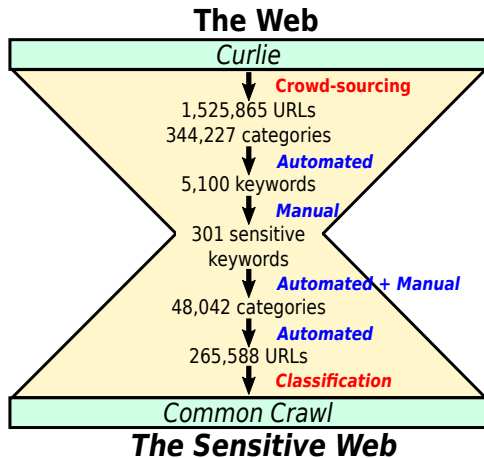 The Web
Curlie
Crowd-sourcing
1,525,865 URLs
344,227 categories
Automated
5,100 keywords
Manual
301 sensitive
keywords
Automated + Manual
48,042 categories
Automated
265,588 URLs
Classification
Common Crawl
The Sensitive Web